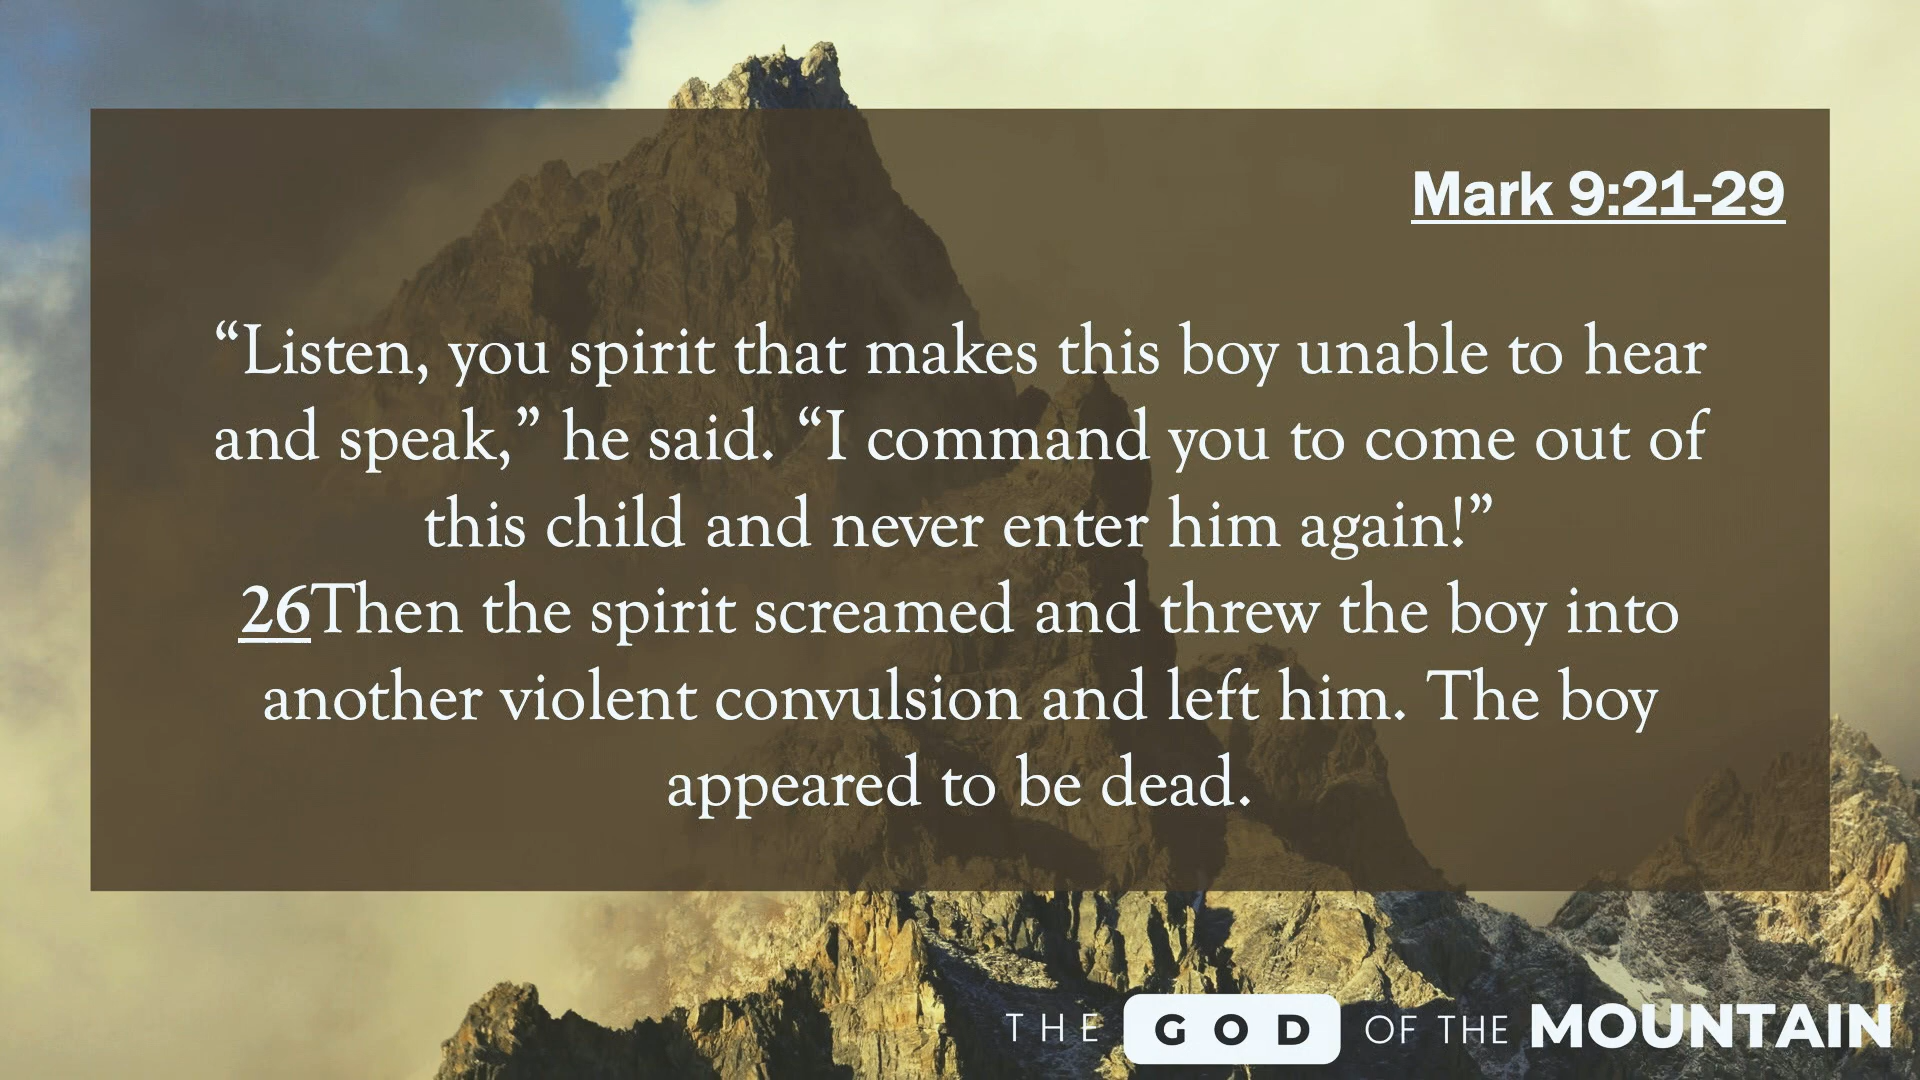 Mark 9:21-29
“Listen, you spirit that makes this boy unable to hear
and speak,” he said. “I command you to come out of
this child and never enter him again!”
26Then the spirit screamed and threw the boy into
another violent convulsion and left him. The boy
appeared to be dead.
THE GOD OF THE MOUNTAIN